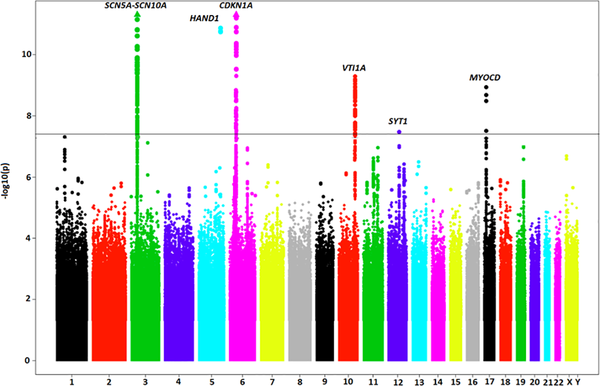 SCN5A-SCN10A
CDKN1A
HAND1
VTI1A
MYOCD
SYT1
-log10(p)
10
8
6
4
2
0
1 2 3 4 5 6 7 8 9 10 11 12 13 14 15 16 17 18 19 20 21 22 X Y